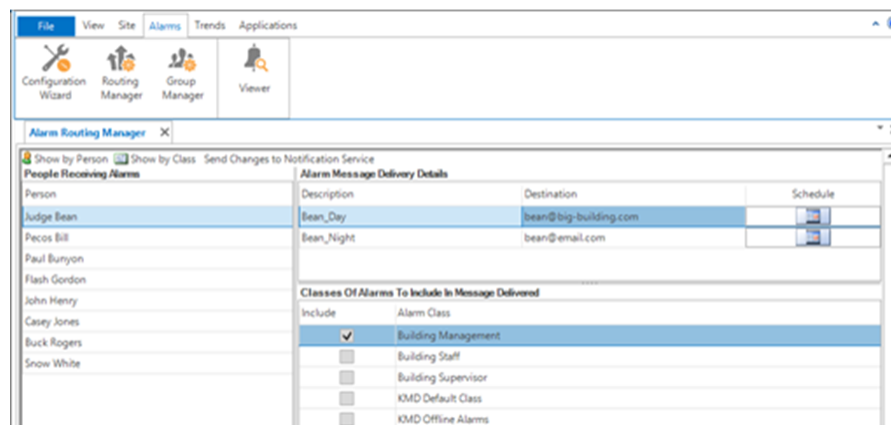 File View Site Alarms Trends Applications
Configuration Wizard
Routing Manager
Group Manager
Viewer
Alarm Routing Manager X
Show by Person Show by Class Send Changes to Notification Service
People Receiving Alarms
Person
Judge Bean
Pecos Bill
Paul Bunyon
Flash Gordon
John Henry
Casey Jones
Buck Rogers
Snow White
Alarm Message Delivery Details
Description Destination Schedule
Bean_Day bean@big-building.com
Bean_Night bean@email.com
Classes Of Alarms To Include In Message Delivered
Include Alarm Class
Building Management
Building Staff
Building Supervisor
KMD Default Class
KMD Offline Alarms